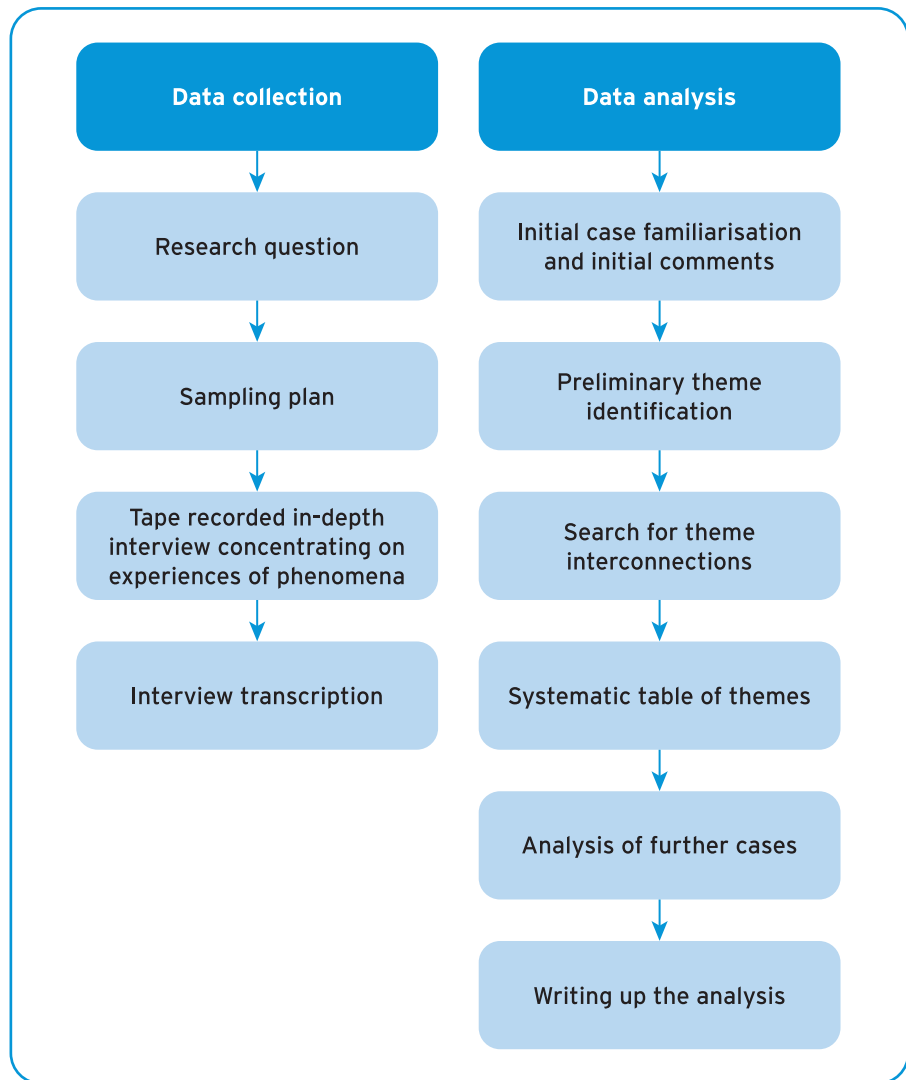 Data collection
Research question
Sampling plan
Tape recorded in-depth
interview concentrating on
experiences of phenomena
Interview transcription
Data analysis
Initial case familiarisation
and initial comments
Preliminary theme
identification
Search for theme
interconnections
Systematic table of themes
Analysis of further cases
Writing up the analysis